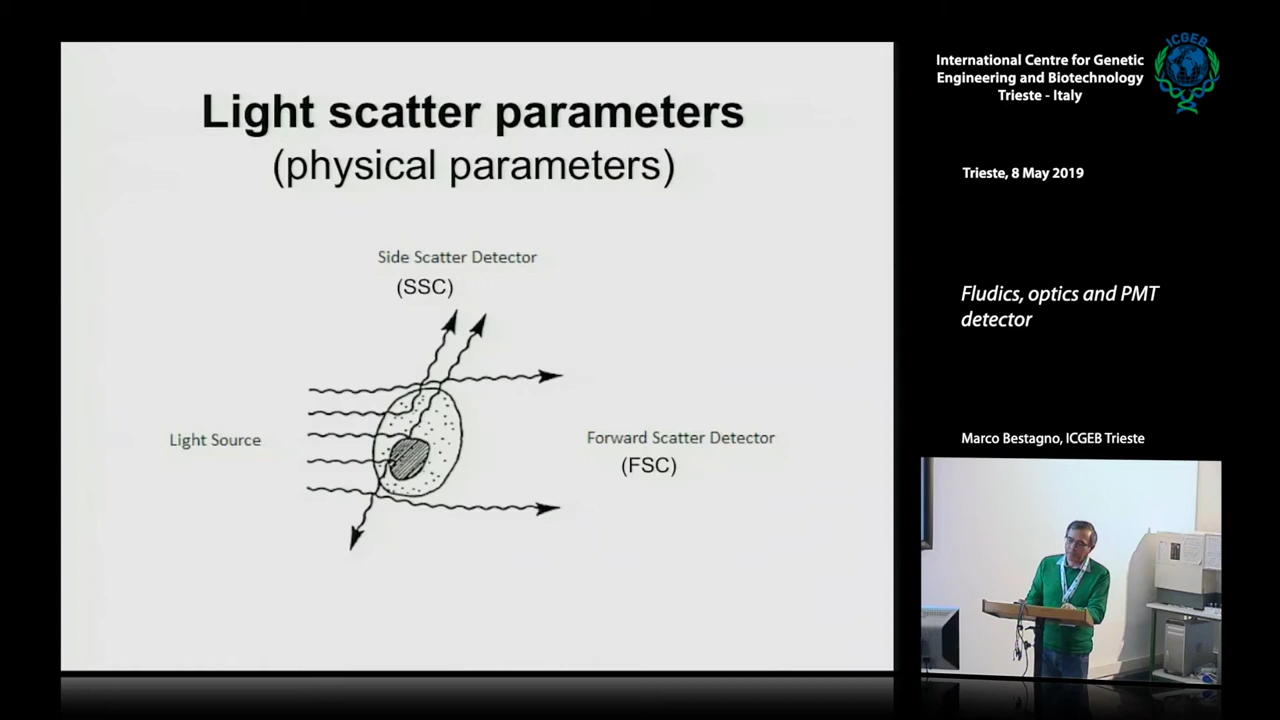 Light scatter parameters
(physical parameters)
Side Scatter Detector
(SSC)
Light Source
Forward Scatter Detector
(FSC)
International Centre for Genetic
Engineering and Biotechnology
Trieste - Italy
ICGEB
Trieste, 8 May 2019
Fludics, optics and PMT
detector
Marco Bestagno, ICGEB Trieste